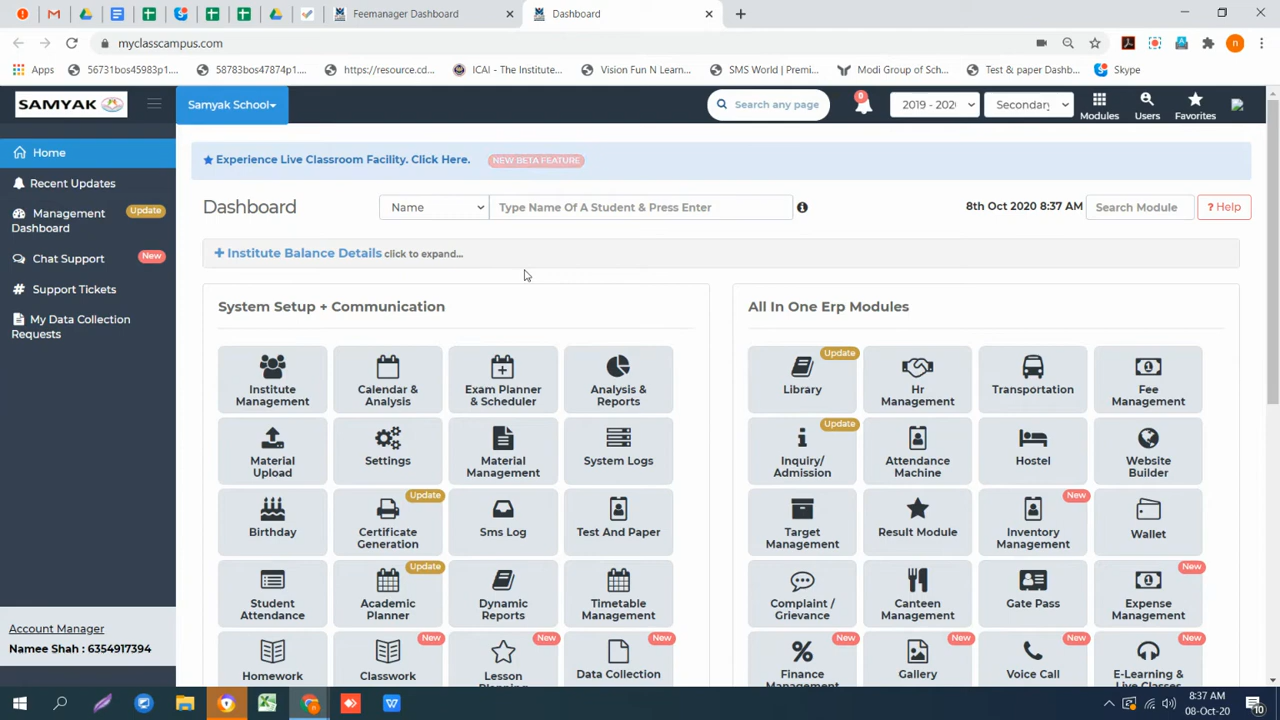 Feemanager Dashboard
Dashboard
myclasscampus.com
Apps
56731bos45983p1...
58783bos47874p1...
https://resource.cd...
ICAI - The Institute...
Vision Fun N Learn...
SMS World | Premi...
Modi Group of Sch...
Test & paper Dashb...
Skype
SAMYAK
Samyak School
Search any page
0
2019 - 202
Secondary
Modules
Users
Favorites
Home
Recent Updates
Management Dashboard
Update
Chat Support
New
Support Tickets
My Data Collection
Requests
Account Manager
Namee Shah : 6354917394
Experience Live Classroom Facility. Click Here.
NEW BETA FEATURE
Dashboard
Name
Type Name Of A Student & Press Enter
8th Oct 2020 8:37 AM
Search Module
? Help
Institute Balance Details click to expand...
System Setup + Communication
Institute
Management
Calendar &
Analysis
Exam Planner
& Scheduler
Analysis &
Reports
Material
Upload
Settings
Material
Management
System Logs
Birthday
Update
Certificate
Generation
Sms Log
Test And Paper
Student
Attendance
Update
Academic
Planner
Dynamic
Reports
Timetable
Management
Homework
New
Classwork
New
Lesson
Planning
New
Data Collection
All In One Erp Modules
Update
Library
Hr
Management
Transportation
Fee
Management
Update
Inquiry/
Admission
Attendance
Machine
Hostel
Website
Builder
Target
Management
Result Module
New
Inventory
Management
Wallet
Complaint /
Grievance
Canteen
Management
Gate Pass
New
Expense
Management
New
Finance
Management
New
Gallery
New
Voice Call
New
E-Learning &
Live Classes
8:37 AM
08-Oct-20
10